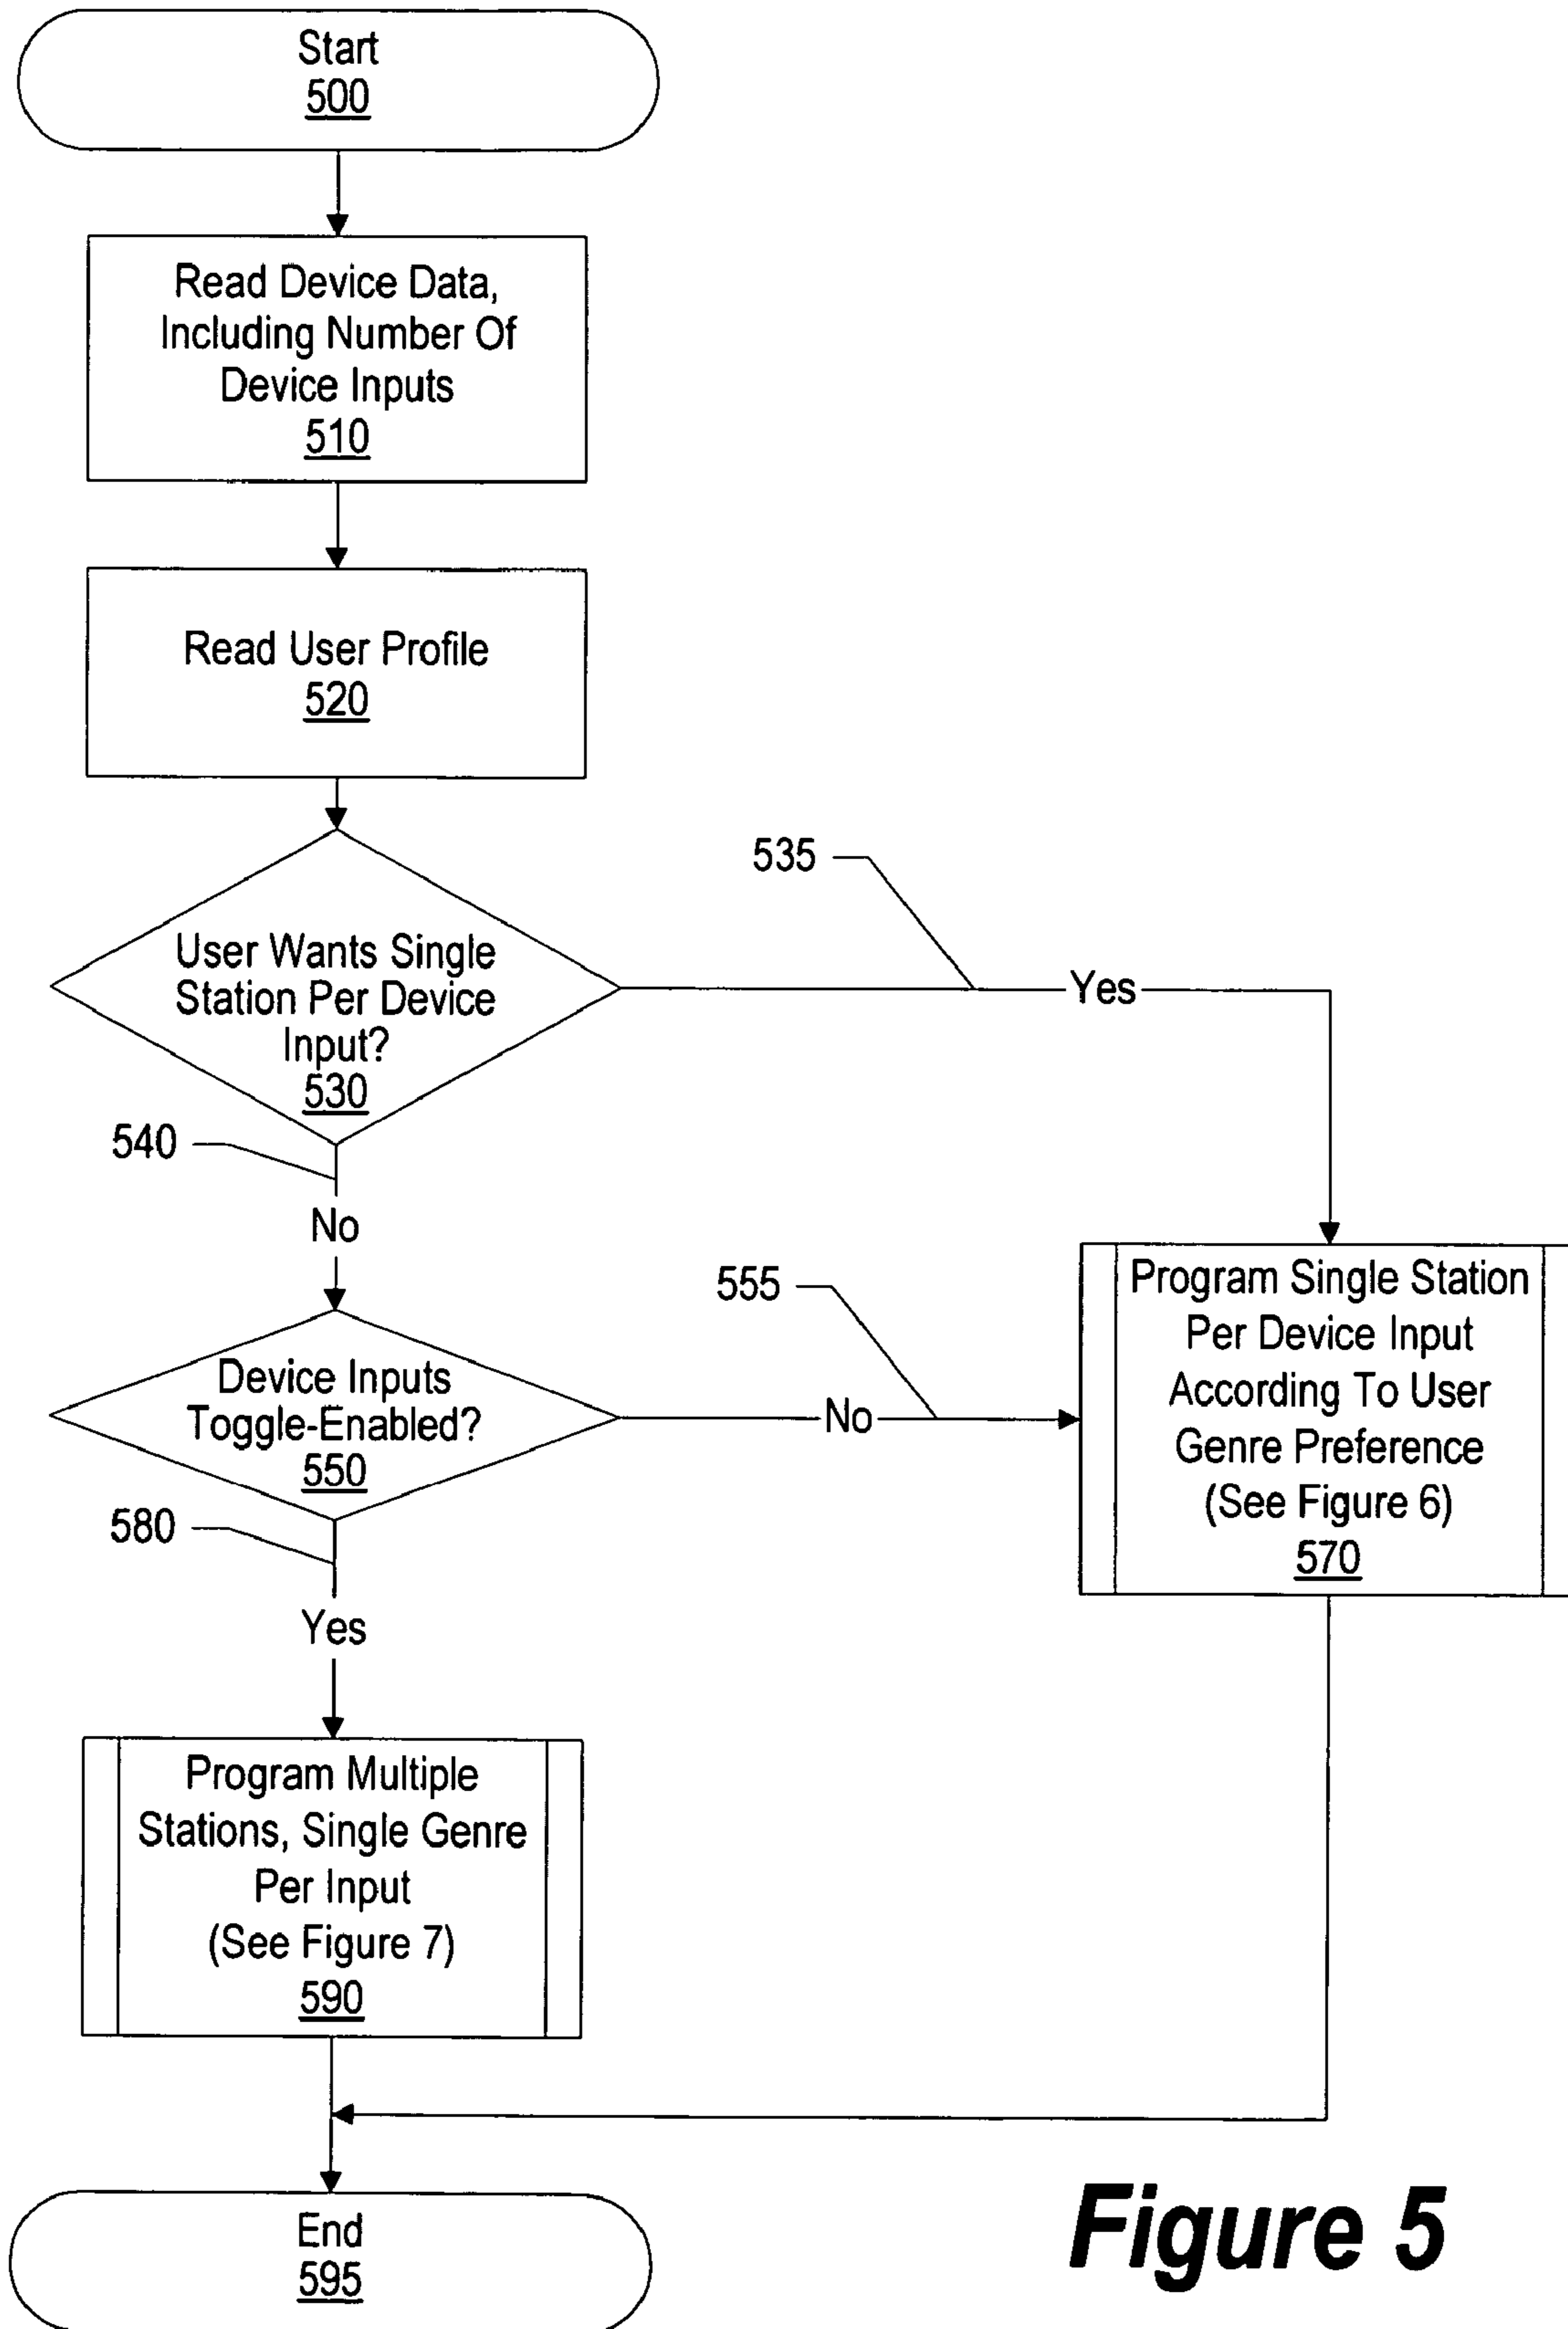 Start
500
Read Device Data,
Including Number Of
Device Inputs
510
Read User Profile
520
User Wants Single
Station Per Device
Input?
530
535
Yes
540
No
Device Inputs
Toggle-Enabled?
550
555
No
Program Single Station
Per Device Input
According To User
Genre Preference
(See Figure 6)
570
580
Yes
Program Multiple
Stations, Single Genre
Per Input
(See Figure 7)
590
End
595
Figure 5